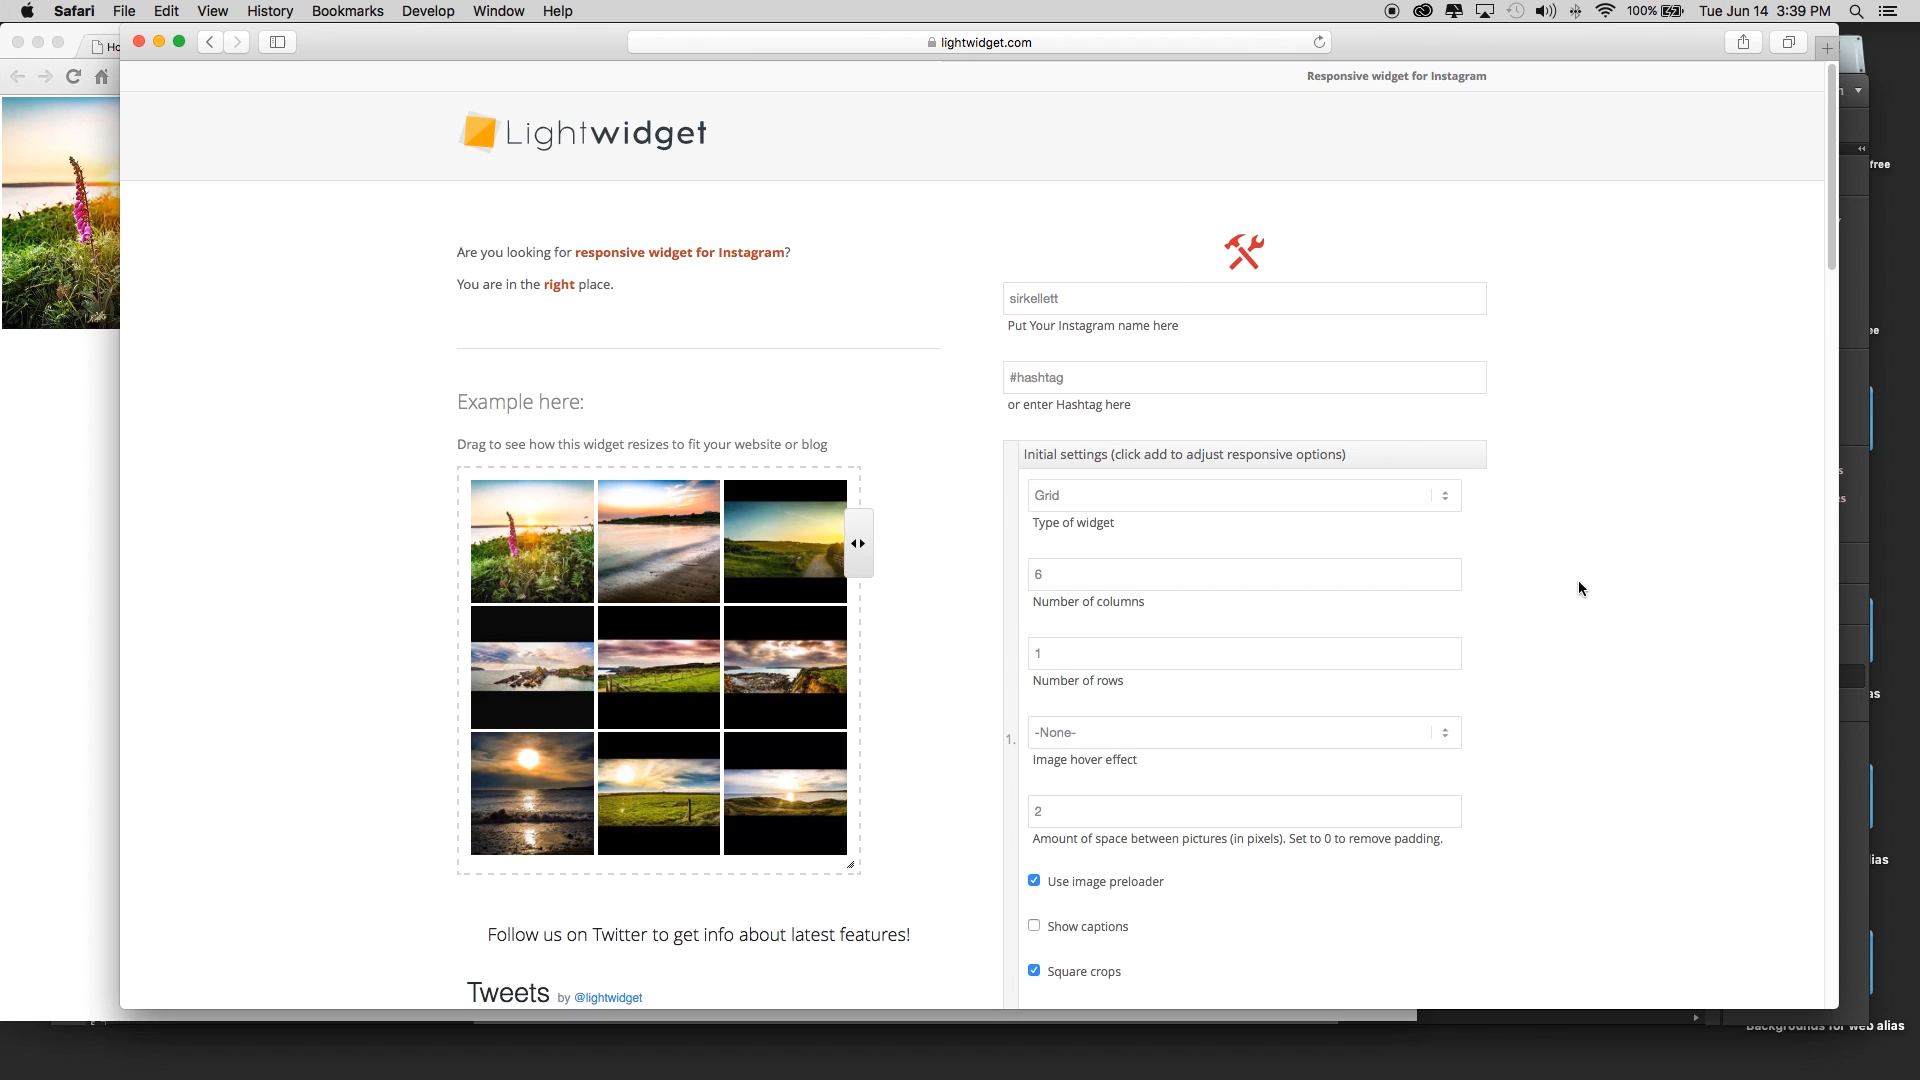 Safari File Edit View History Bookmarks Develop Window Help 100% Tue Jun 14 3:39 PM
lightwidget.com
Responsive widget for Instagram
Lightwidget
Are you looking for responsive widget for Instagram?
You are in the right place.
Example here:
Drag to see how this widget resizes to fit your website or blog
Follow us on Twitter to get info about latest features!
Tweets by @lightwidget
sirkellett
Put Your Instagram name here
#hashtag
or enter Hashtag here
Initial settings (click add to adjust responsive options)
1.
Grid
Type of widget
6
Number of columns
1
Number of rows
-None-
Image hover effect
2
Amount of space between pictures (in pixels). Set to 0 to remove padding.
Use image preloader
Show captions
Square crops
free
alias